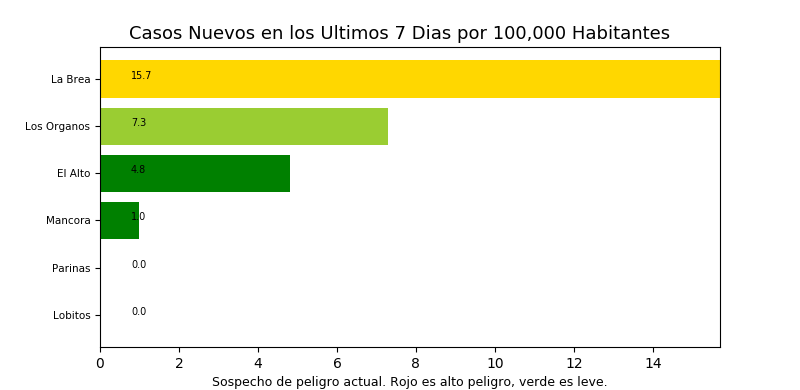 Casos Nuevos en los Ultimos 7 Dias por 100,000 Habitantes
La Brea 15.7
Los Organos 7.3
El Alto 4.8
Mancora 1.0
Parinas 0.0
Lobitos 0.0
0 2 4 6 8 10 12 14
Sospecho de peligro actual. Rojo es alto peligro, verde es leve.